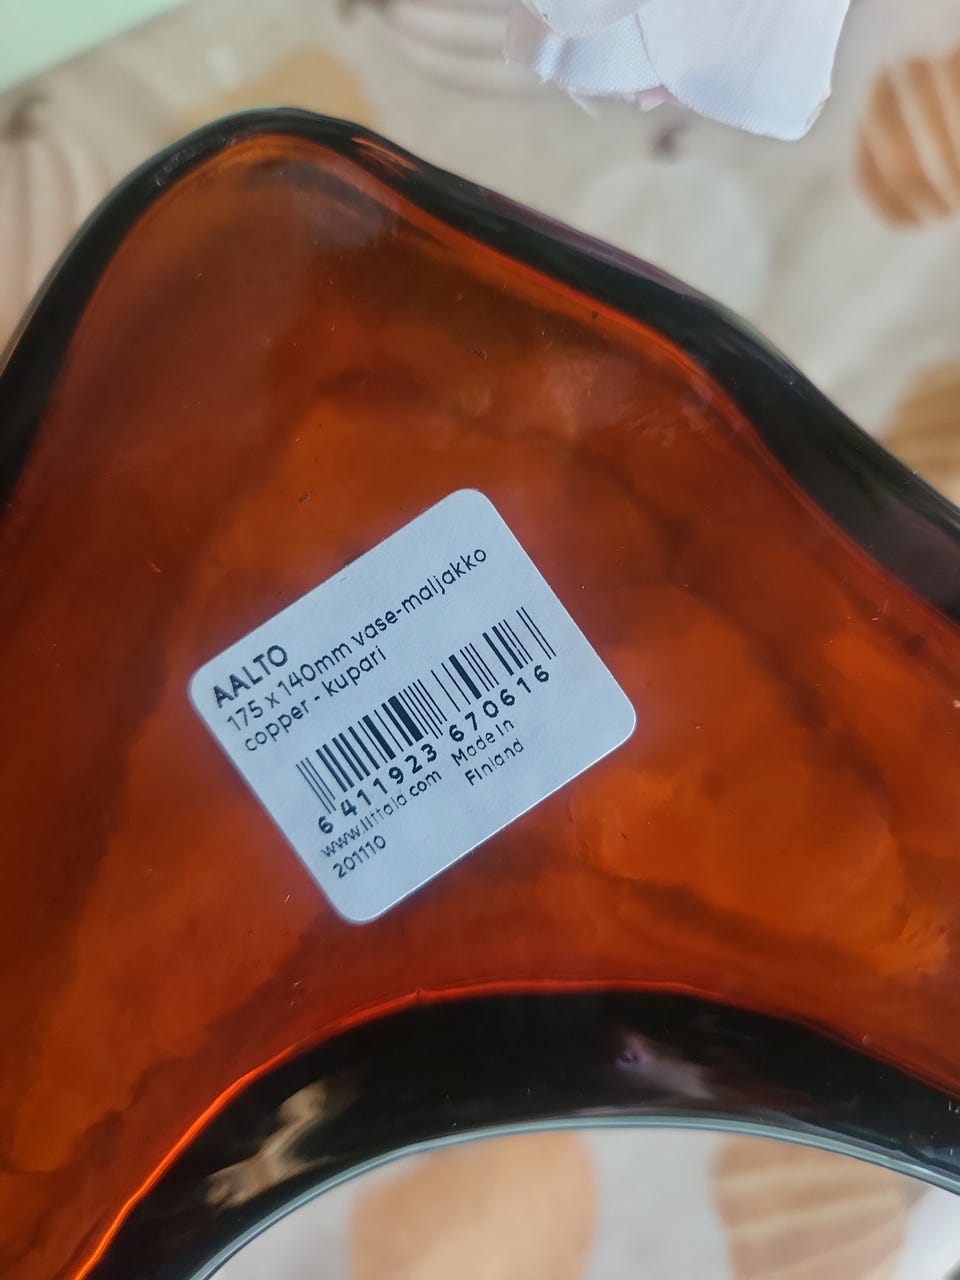 AALTO
175 x 140mm vase-maljakko
copper - kupari
6 411923 670616
www.iittala.com Made in
Finland
201110